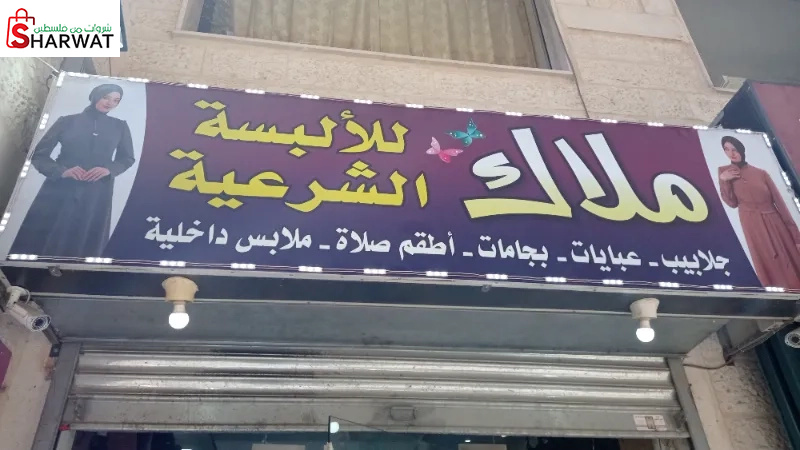 شروات من فلسطين
SHARWAT
ملاك
للألبسة
الشرعية
جلابيب - عبايات - بجامات - أطقم صلاة - ملابس داخلية